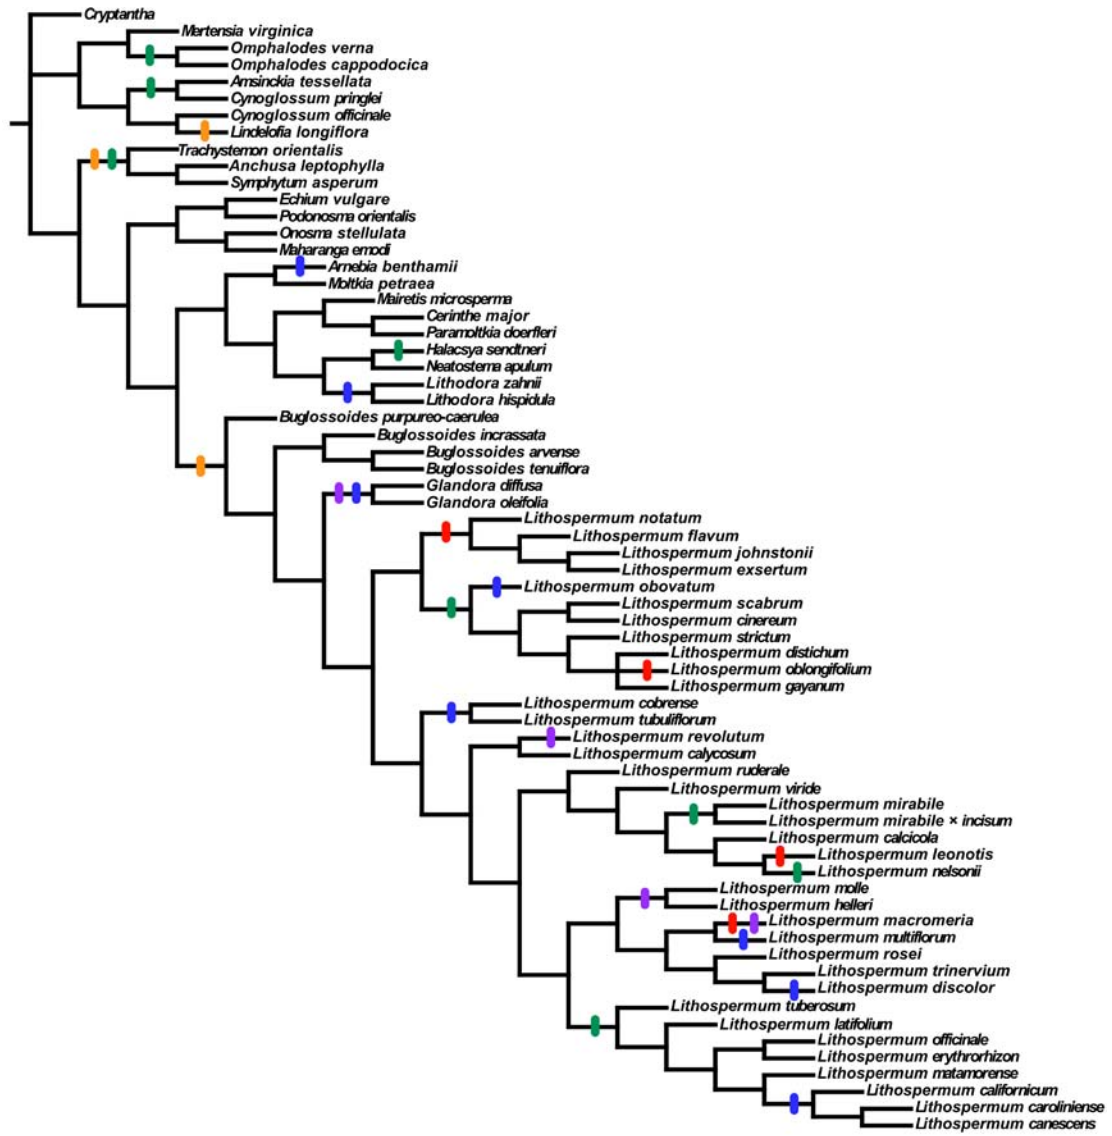 Cryptantha
Mertensia virginica
Omphalodes verna
Omphalodes cappodocica
Amsinckia tessellata
Cynoglossum pringlei
Cynoglossum officinale
Lindelofia longiflora
Trachystemon orientalis
Anchusa leptophylla
Symphytum asperum
Echium vulgare
Podonosma orientalis
Onosma stellulata
Maharanga emodi
Arnebia benthamii
Moltkia petraea
Mairetis microsperma
Cerinthe major
Paramoltkia doerfleri
Halacsya sendtneri
Neatostema apulum
Lithodora zahnii
Lithodora hispidula
Buglossoides purpureo-caerulea
Buglossoides incrassata
Buglossoides arvense
Buglossoides tenuiflora
Glandora diffusa
Glandora oleifolia
Lithospermum notatum
Lithospermum flavum
Lithospermum johnstonii
Lithospermum exsertum
Lithospermum obovatum
Lithospermum scabrum
Lithospermum cinereum
Lithospermum strictum
Lithospermum distichum
Lithospermum oblongifolium
Lithospermum gayanum
Lithospermum cobrense
Lithospermum tubuliflorum
Lithospermum revolutum
Lithospermum calycosum
Lithospermum ruderale
Lithospermum viride
Lithospermum mirabile
Lithospermum mirabile × incisum
Lithospermum calcicola
Lithospermum leonotis
Lithospermum nelsonii
Lithospermum molle
Lithospermum helleri
Lithospermum macromeria
Lithospermum multiflorum
Lithospermum rosei
Lithospermum trinervium
Lithospermum discolor
Lithospermum tuberosum
Lithospermum latifolium
Lithospermum officinale
Lithospermum erythrorhizon
Lithospermum matamorense
Lithospermum californicum
Lithospermum caroliniense
Lithospermum canescens